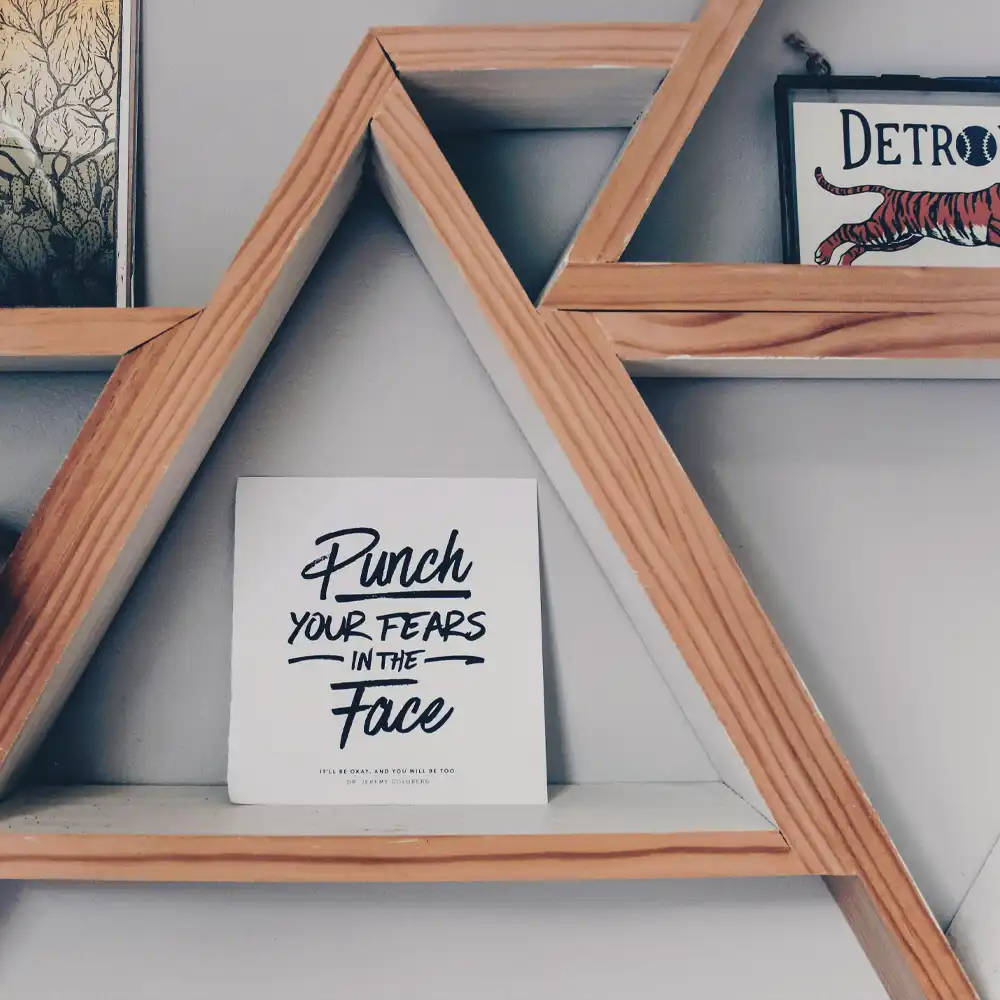 DETRO
Punch
YOUR FEARS
IN THE
Face
IT'LL BE OKAY, AND YOU WILL BE TOO.
DR. JEREMY GOLDBERG